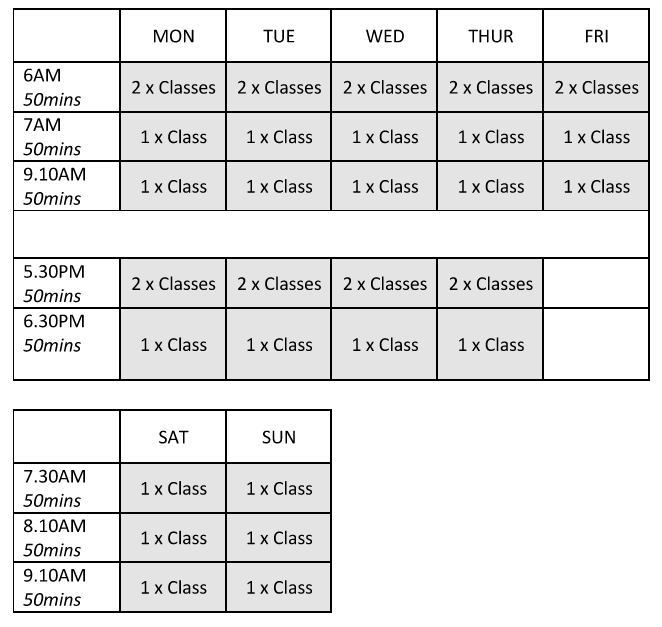 MON TUE WED THUR FRI
6AM
50mins
2 x Classes 2 x Classes 2 x Classes 2 x Classes 2 x Classes
7AM
50mins
1 x Class 1 x Class 1 x Class 1 x Class 1 x Class
9.10AM
50mins
1 x Class 1 x Class 1 x Class 1 x Class 1 x Class
5.30PM
50mins
2 x Classes 2 x Classes 2 x Classes 2 x Classes
6.30PM
50mins
1 x Class 1 x Class 1 x Class 1 x Class
SAT SUN
7.30AM
50mins
1 x Class 1 x Class
8.10AM
50mins
1 x Class 1 x Class
9.10AM
50mins
1 x Class 1 x Class